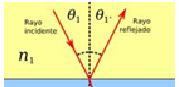 θ₁ θ₁'
Rayo
incidente
Rayo
reflejado
n₁